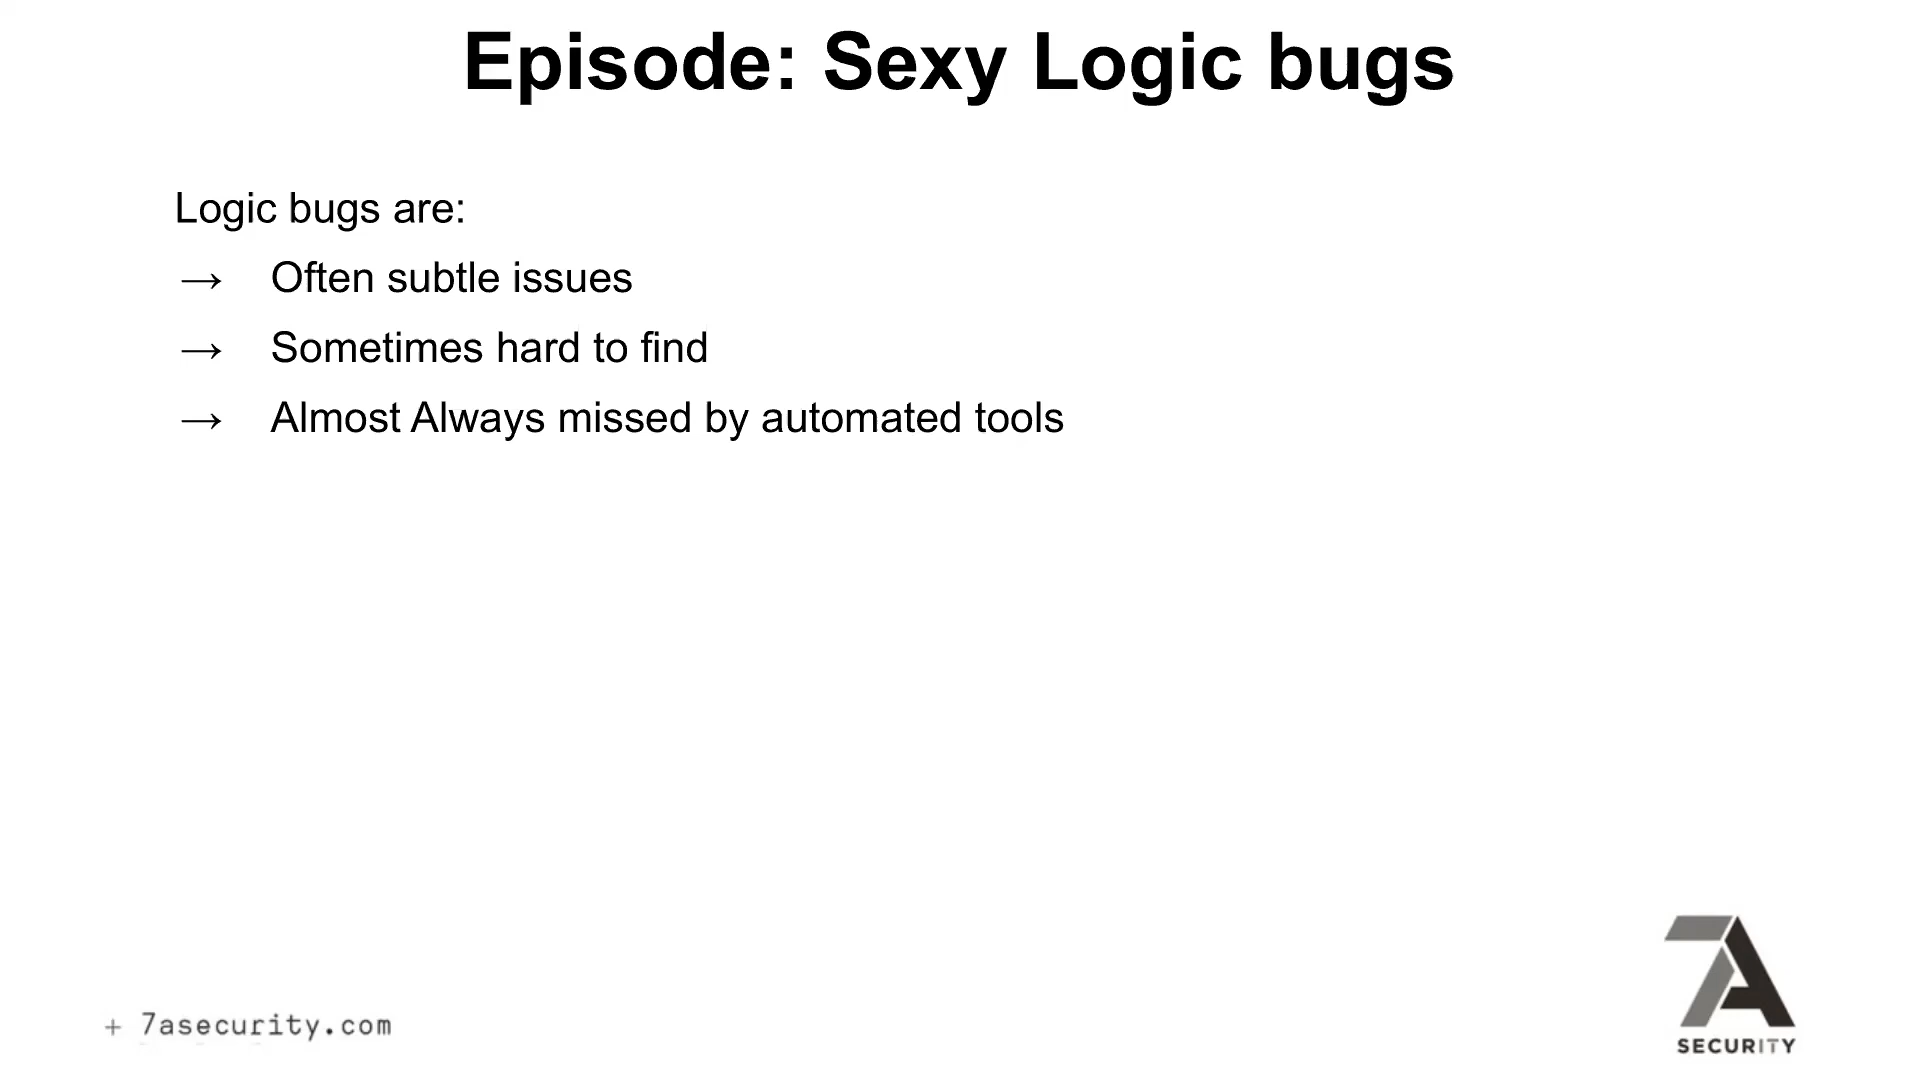 Episode: Sexy Logic bugs
Logic bugs are:
→ Often subtle issues
→ Sometimes hard to find
→ Almost Always missed by automated tools
+ 7asecurity.com
7A
SECURITY